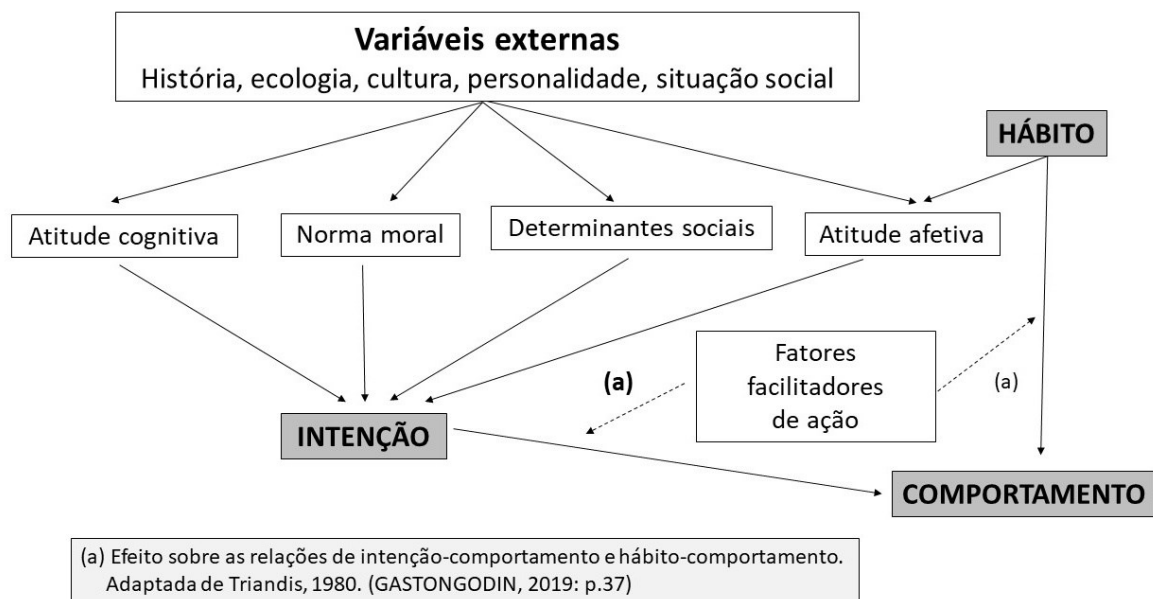 Variáveis externas
História, ecologia, cultura, personalidade, situação social
HÁBITO
Atitude cognitiva
Norma moral
Determinantes sociais
Atitude afetiva
Fatores
facilitadores
de ação
(a)
(a)
INTENÇÃO
COMPORTAMENTO
(a) Efeito sobre as relações de intenção-comportamento e hábito-comportamento.
Adaptada de Triandis, 1980. (GASTONGODIN, 2019: p.37)